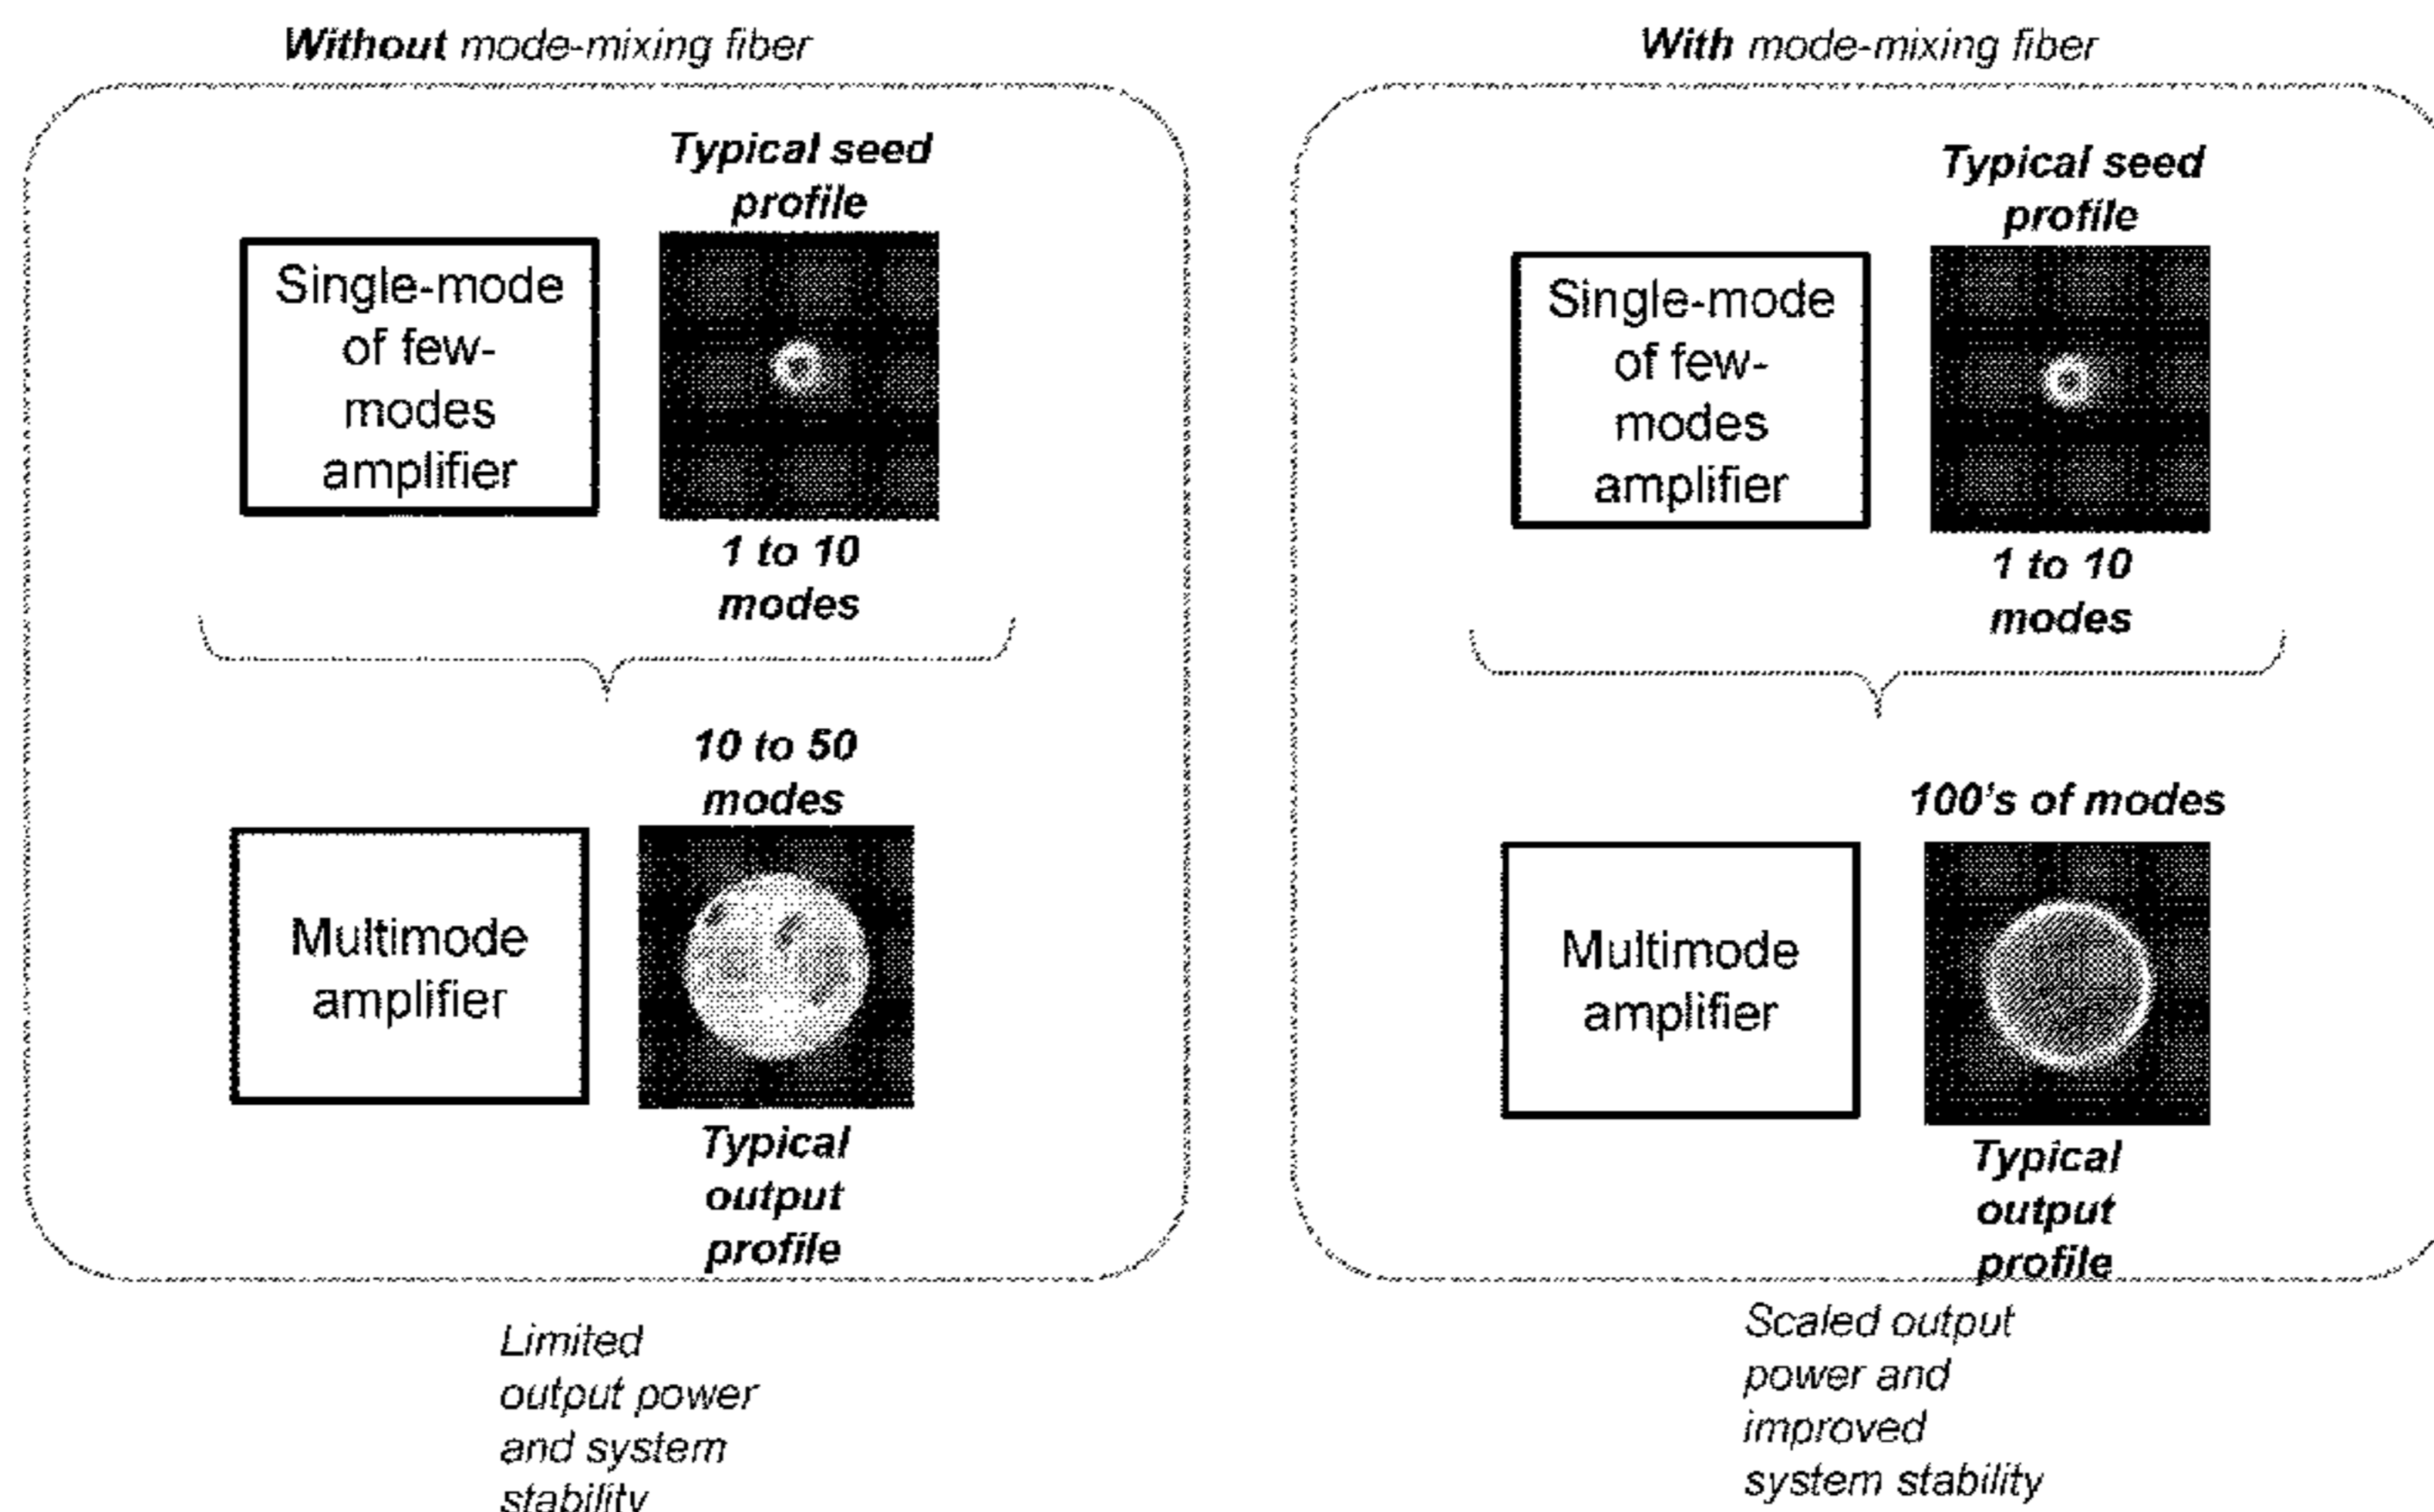 Without mode-mixing fiber
Typical seed
profile
Single-mode
of few-
modes
amplifier
1 to 10
modes
10 to 50
modes
Multimode
amplifier
Typical
output
profile
Limited
output power
and system
stability
With mode-mixing fiber
Typical seed
profile
Single-mode
of few-
modes
amplifier
1 to 10
modes
100's of modes
Multimode
amplifier
Typical
output
profile
Scaled output
power and
improved
system stability